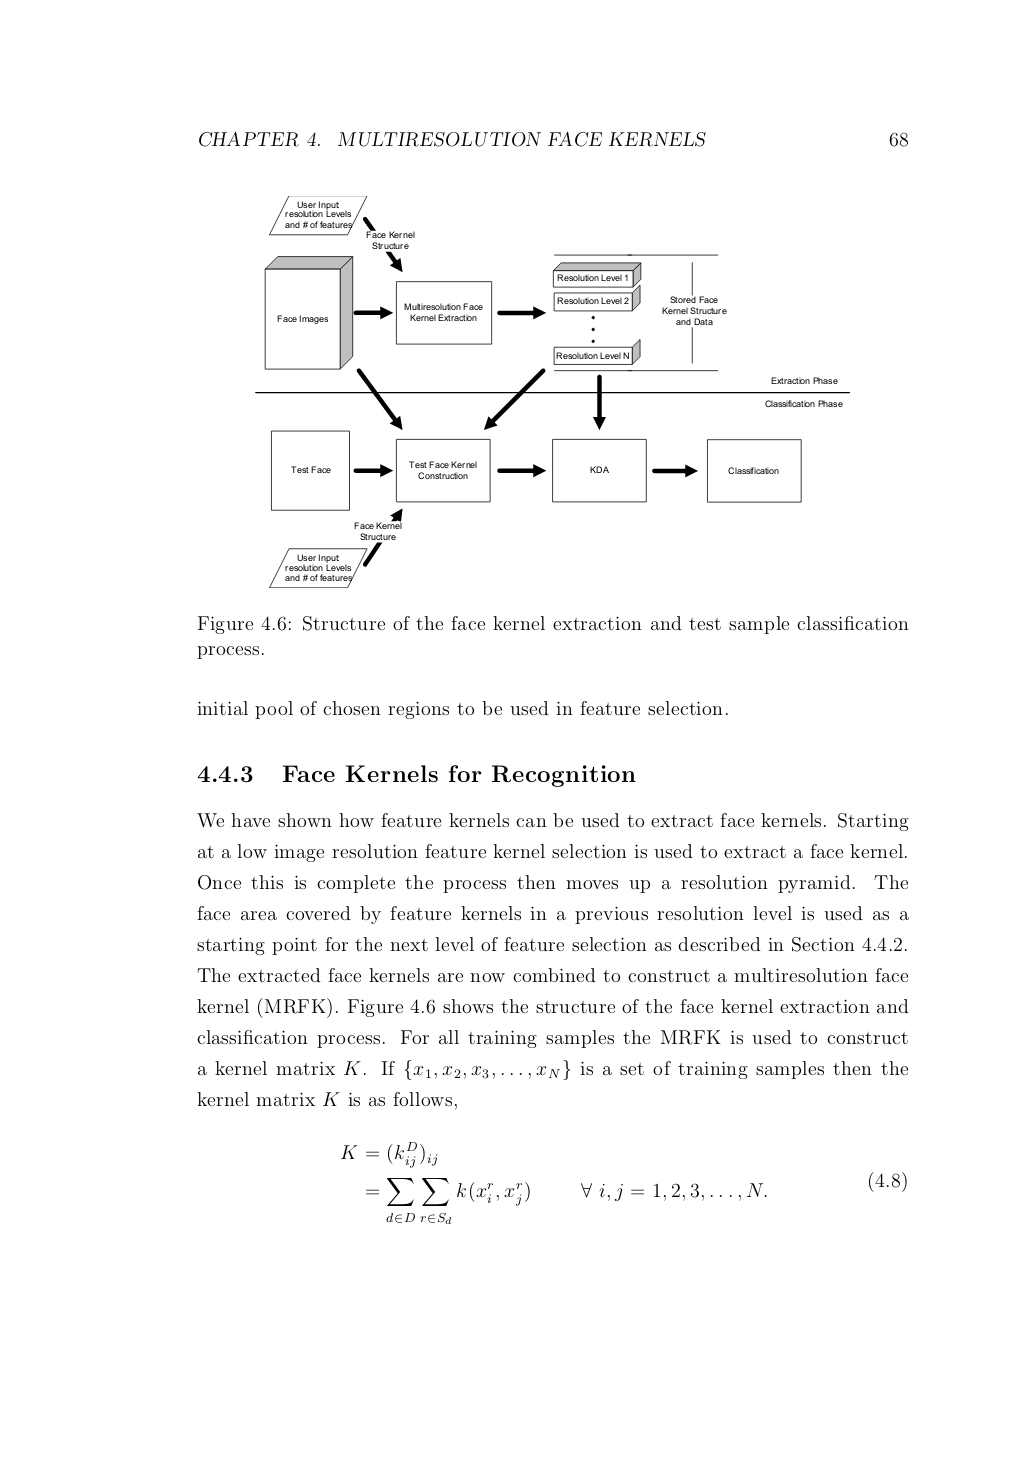 CHAPTER 4. MULTIRESOLUTION FACE KERNELS 68
User Input
resolution Levels
and # of features
Face Kernel
Structure
Face Images
Multiresolution Face
Kernel Extraction
Resolution Level 1
Resolution Level 2
Resolution Level N
Stored Face
Kernel Structure
and Data
Extraction Phase
Classification Phase
Test Face
Test Face Kernel
Construction
KDA
Classification
Face Kernel
Structure
User Input
resolution Levels
and # of features
Figure 4.6: Structure of the face kernel extraction and test sample classification
process.
initial pool of chosen regions to be used in feature selection.
4.4.3 Face Kernels for Recognition
We have shown how feature kernels can be used to extract face kernels. Starting
at a low image resolution feature kernel selection is used to extract a face kernel.
Once this is complete the process then moves up a resolution pyramid. The
face area covered by feature kernels in a previous resolution level is used as a
starting point for the next level of feature selection as described in Section 4.4.2.
The extracted face kernels are now combined to construct a multiresolution face
kernel (MRFK). Figure 4.6 shows the structure of the face kernel extraction and
classification process. For all training samples the MRFK is used to construct
a kernel matrix K. If {x₁, x₂, x₃, . . . , x_N} is a set of training samples then the
kernel matrix K is as follows,
K = (k_{ij}^D)_{ij}
= ∑_{d∈D} ∑_{r∈S_d} k(x_i^r, x_j^r) ∀ i, j = 1, 2, 3, . . . , N. (4.8)